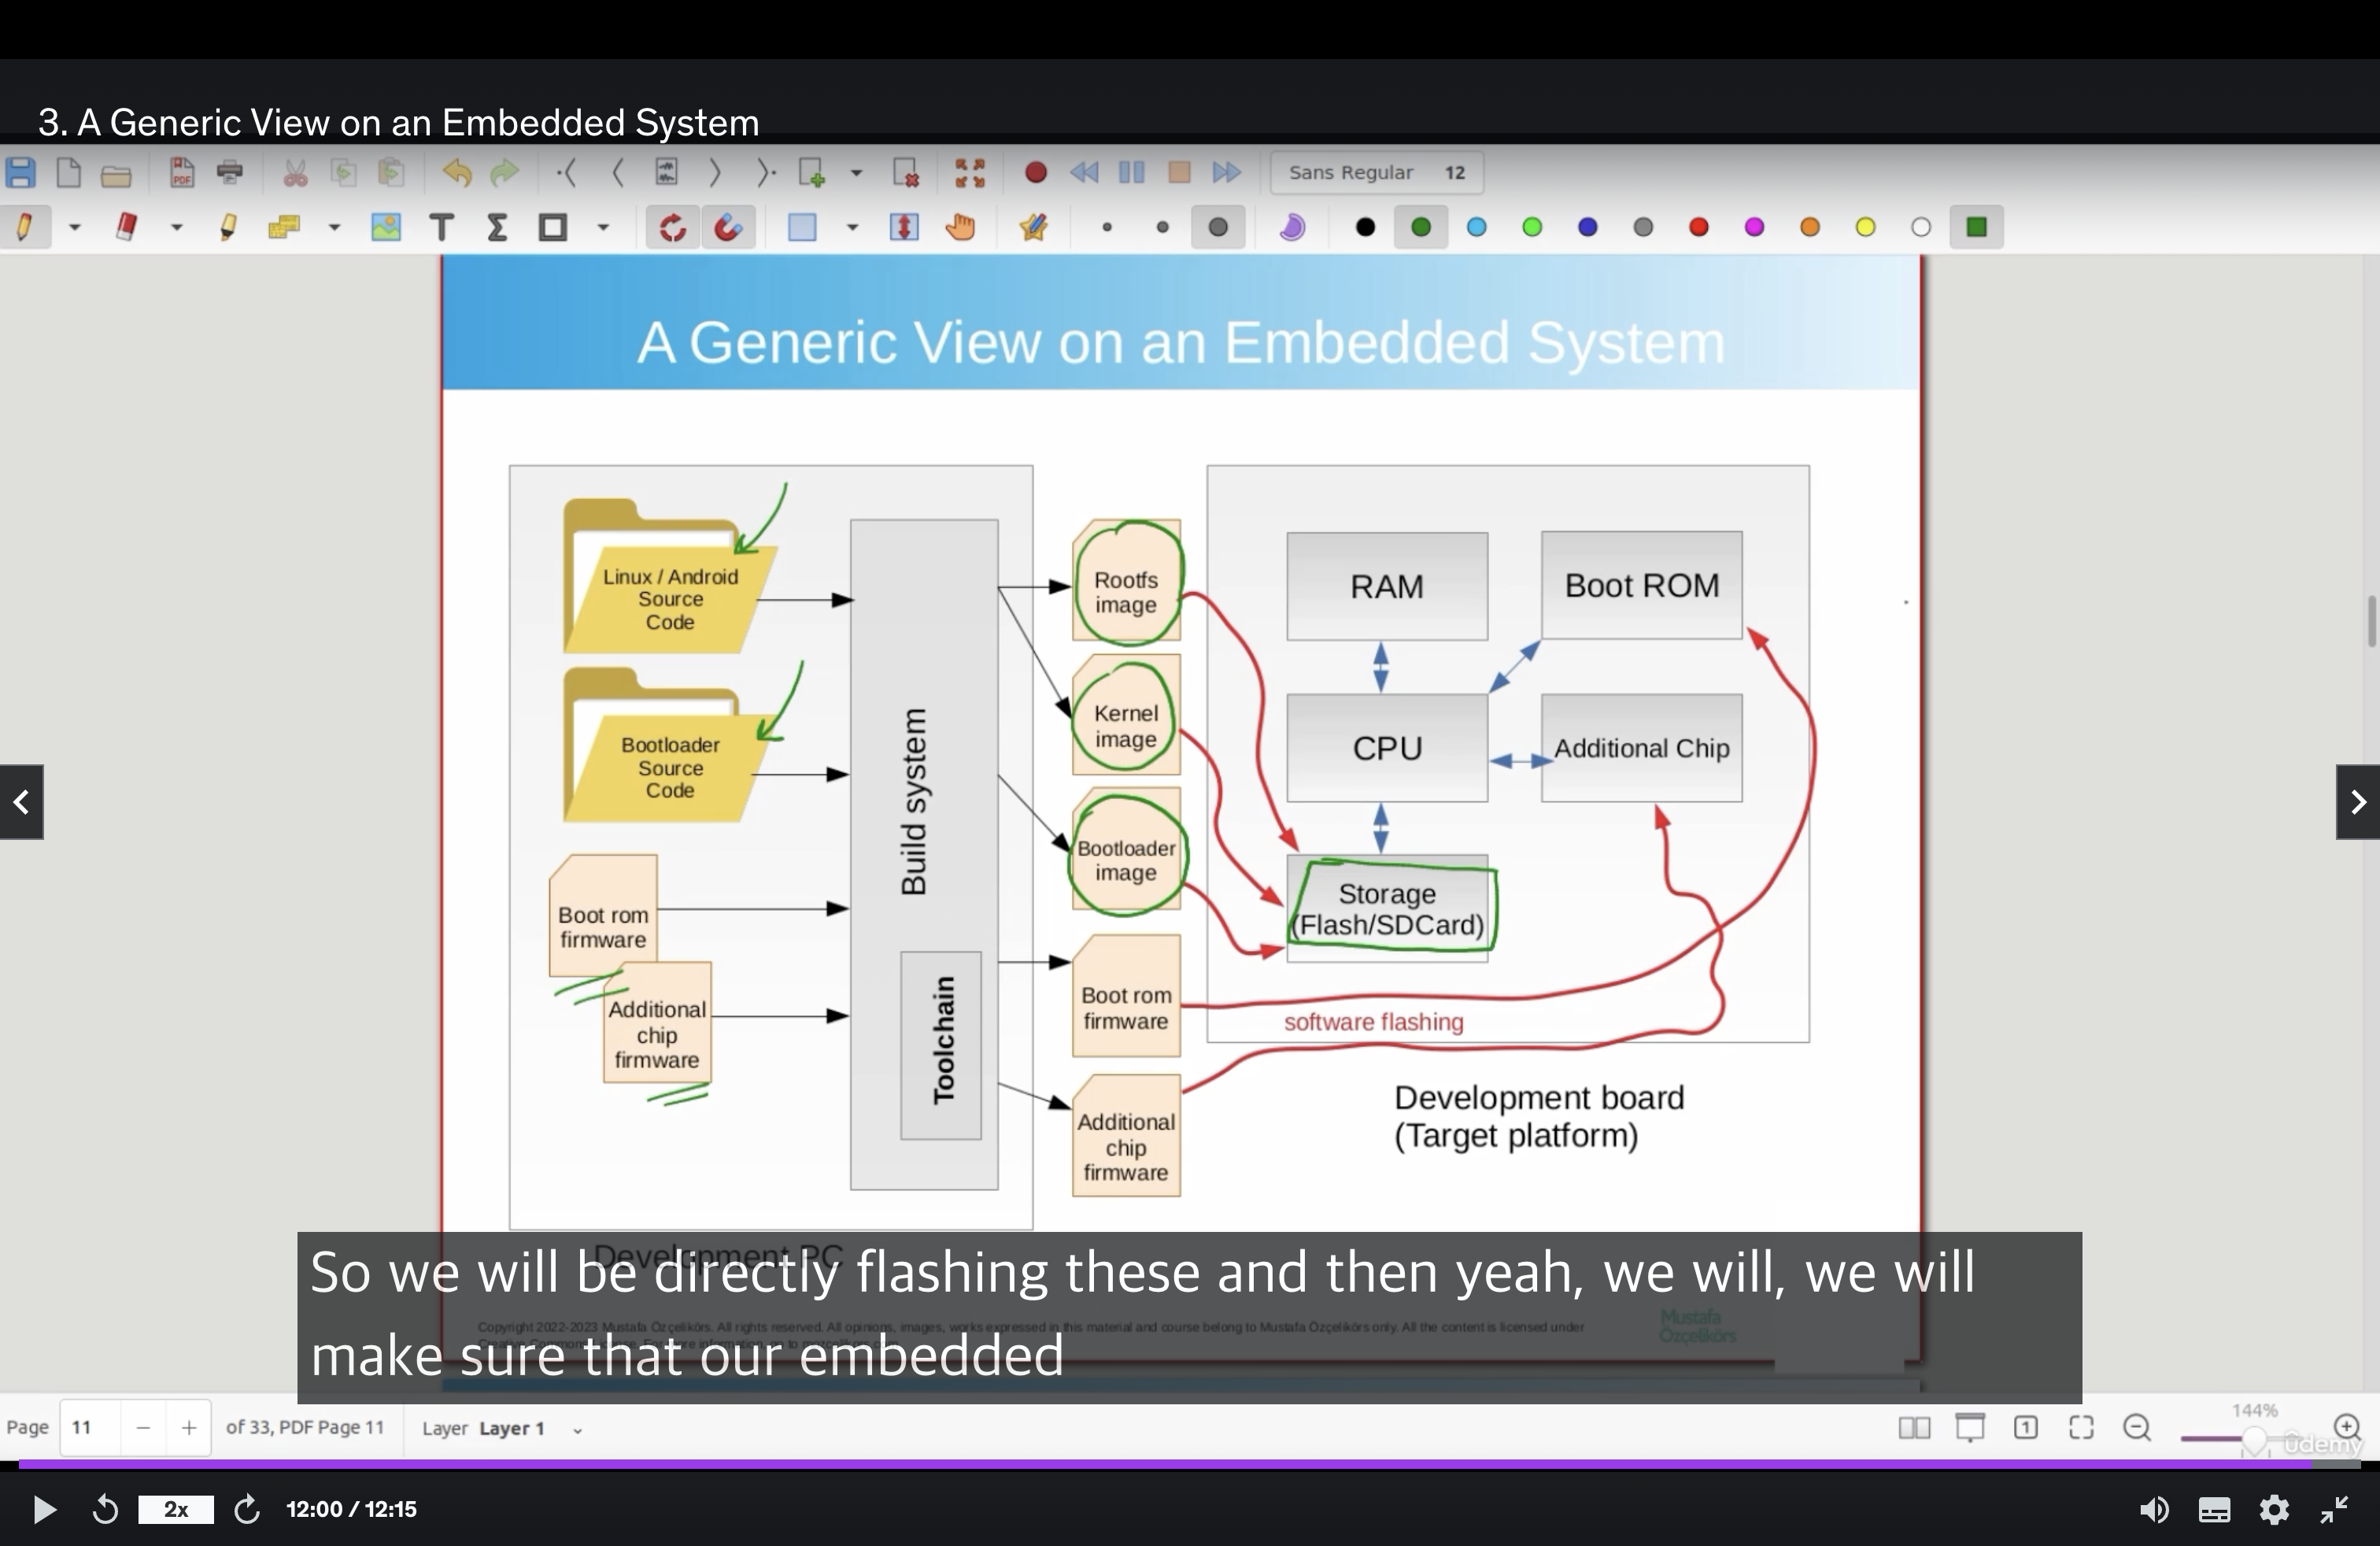 3. A Generic View on an Embedded System
Sans Regular 12
A Generic View on an Embedded System
Linux / Android
Source
Code
Bootloader
Source
Code
Boot rom
firmware
Additional
chip
firmware
Build system
Toolchain
Rootfs
image
Kernel
image
Bootloader
image
Boot rom
firmware
Additional
chip
firmware
RAM
Boot ROM
CPU
Additional Chip
Storage
(Flash/SDCard)
software flashing
Development board
(Target platform)
Development PC
So we will be directly flashing these and then yeah, we will, we will
make sure that our embedded
Copyright 2022-2023 Mustafa Özçelikörs. All rights reserved. All opinions, images, works expressed in this material and course belong to Mustafa Özçelikörs only. All the content is licensed under
Mustafa
Özçelikörs
Page 11 of 33, PDF Page 11 Layer Layer 1
144%
ûdemy
2x 12:00 / 12:15